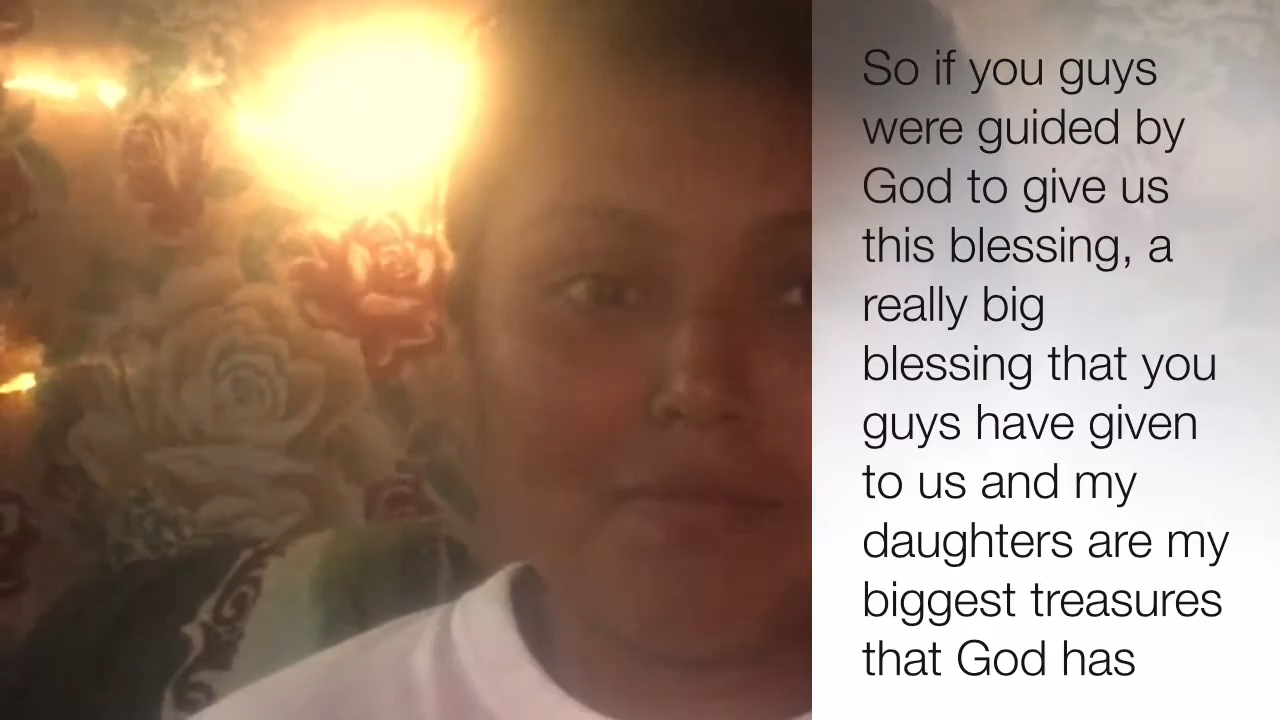 So if you guys
were guided by
God to give us
this blessing, a
really big
blessing that you
guys have given
to us and my
daughters are my
biggest treasures
that God has